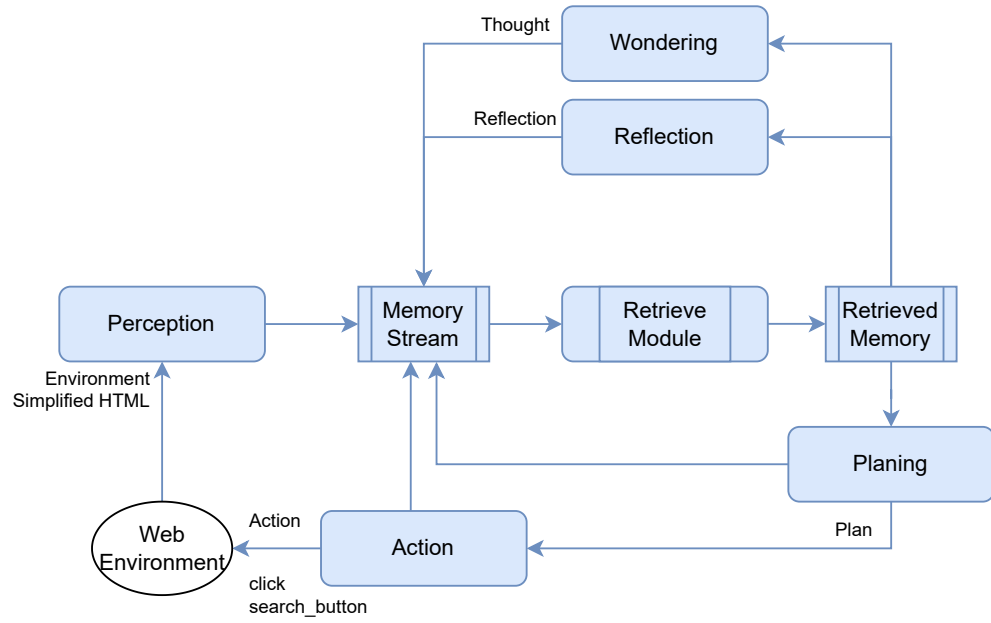 Thought
Wondering
Reflection
Reflection
Perception
Memory
Stream
Retrieve
Module
Retrieved
Memory
Environment
Simplified HTML
Planing
Plan
Web
Environment
Action
Action
click
search_button